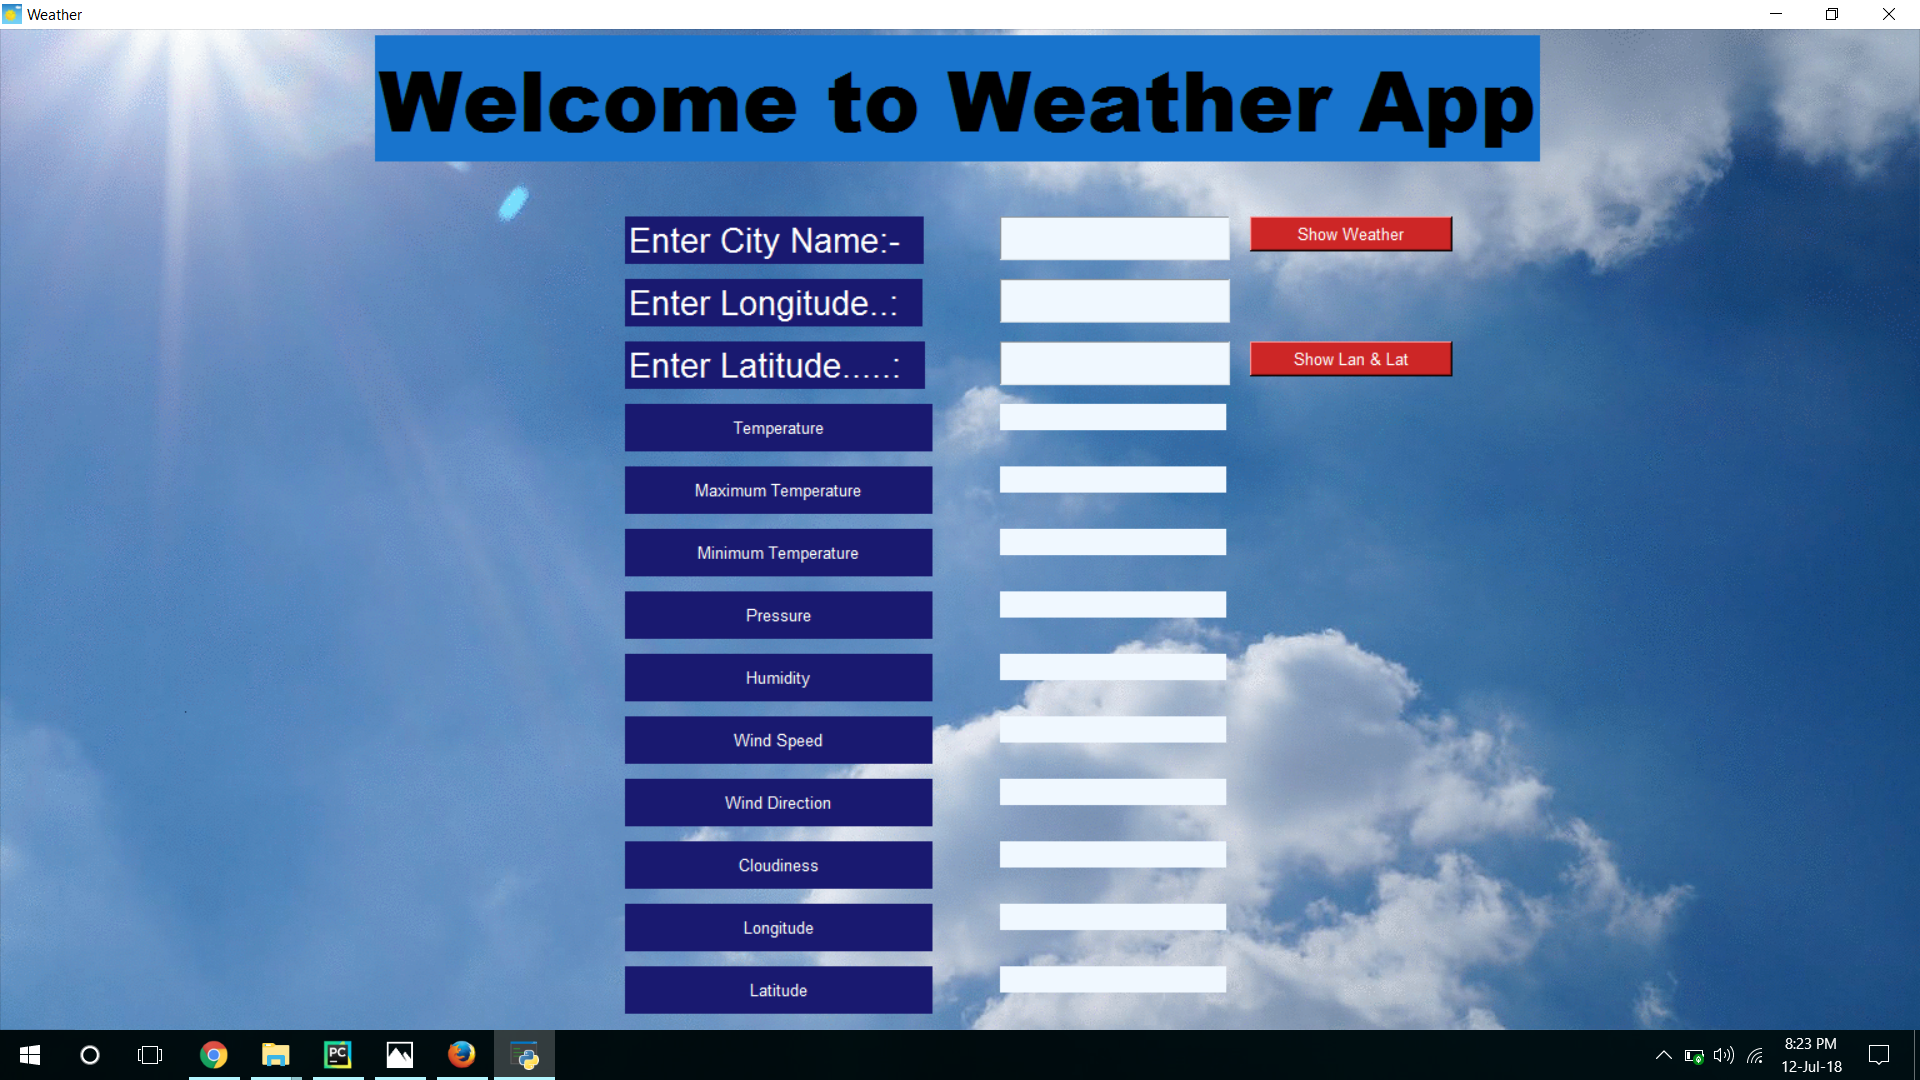 Weather
Welcome to Weather App
Enter City Name:-
Show Weather
Enter Longitude..:
Enter Latitude.....:
Show Lan & Lat
Temperature
Maximum Temperature
Minimum Temperature
Pressure
Humidity
Wind Speed
Wind Direction
Cloudiness
Longitude
Latitude
PC
8:23 PM
12-Jul-18